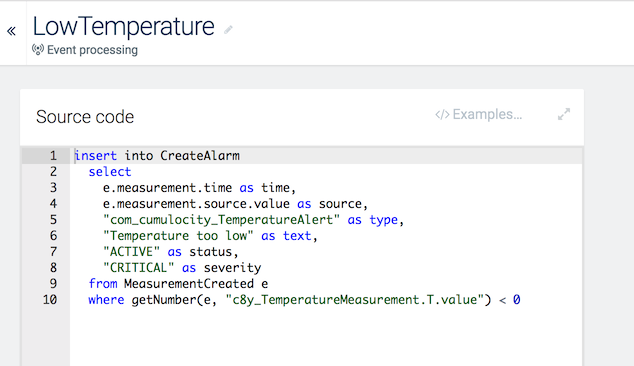 «
LowTemperature
Event processing
Source code
</> Examples...
1 insert into CreateAlarm
2 select
3 e.measurement.time as time,
4 e.measurement.source.value as source,
5 "com_cumulocity_TemperatureAlert" as type,
6 "Temperature too low" as text,
7 "ACTIVE" as status,
8 "CRITICAL" as severity
9 from MeasurementCreated e
10 where getNumber(e, "c8y_TemperatureMeasurement.T.value") < 0